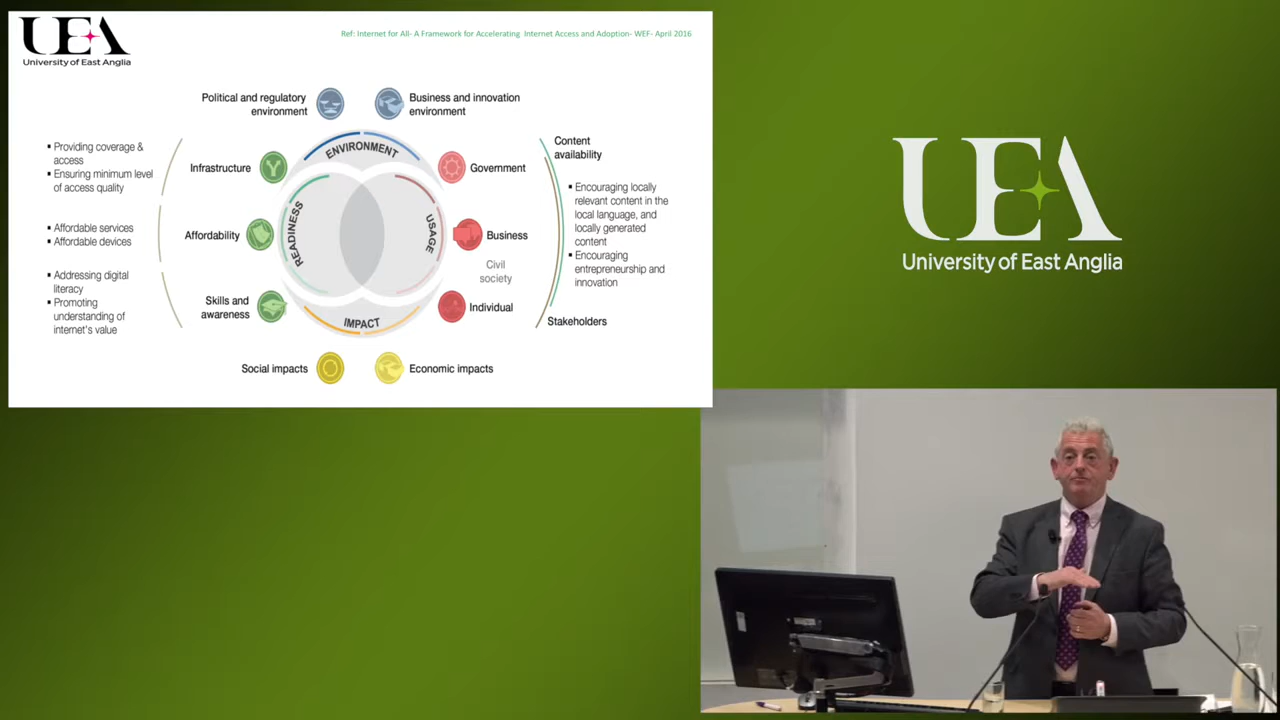 UEA
University of East Anglia
Ref: Internet for All- A Framework for Accelerating Internet Access and Adoption- WEF- April 2016
Political and regulatory
environment
Business and innovation
environment
▪ Providing coverage &
access
▪ Ensuring minimum level
of access quality
▪ Affordable services
▪ Affordable devices
▪ Addressing digital
literacy
▪ Promoting
understanding of
internet's value
Infrastructure
Affordability
Skills and
awareness
ENVIRONMENT
READINESS
USAGE
IMPACT
Government
Business
Civil
society
Individual
Content
availability
▪ Encouraging locally
relevant content in the
local language, and
locally generated
content
▪ Encouraging
entrepreneurship and
innovation
Stakeholders
Social impacts
Economic impacts
UEA
University of East Anglia